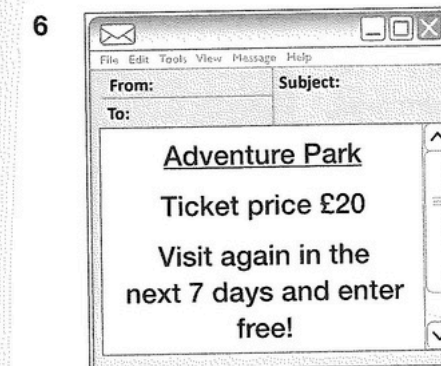 6
File Edit Tools View Message Help
From:
Subject:
To:
Adventure Park
Ticket price £20
Visit again in the
next 7 days and enter
free!